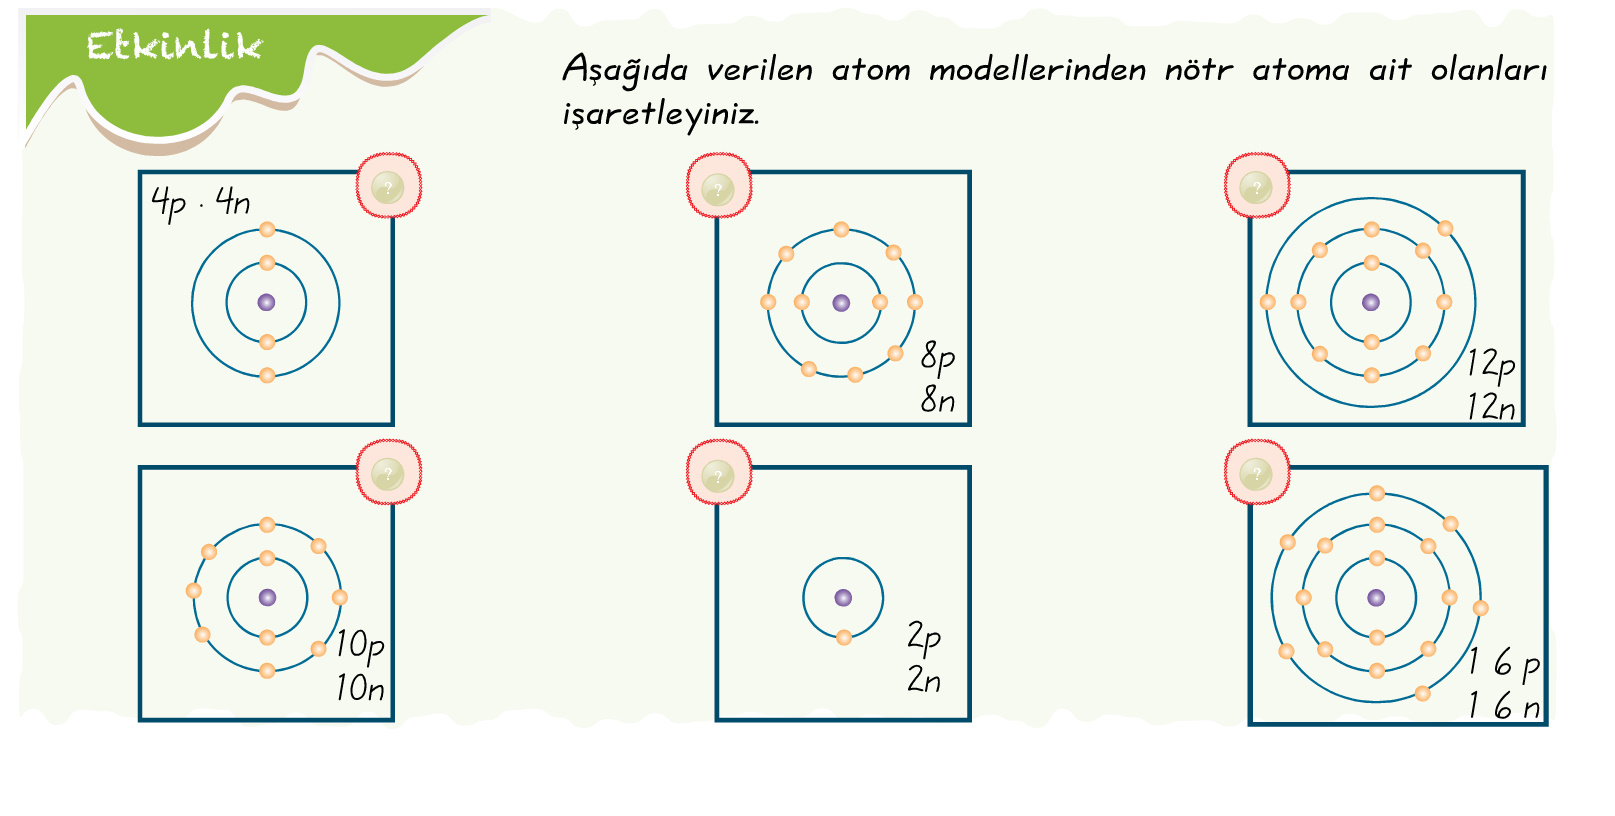 Etkinlik
Aşağıda verilen atom modellerinden nötr atoma ait olanları
işaretleyiniz.
4p . 4n
?
?
8p
8n
?
12p
12n
?
10p
10n
?
2p
2n
?
1 6 p
1 6 n